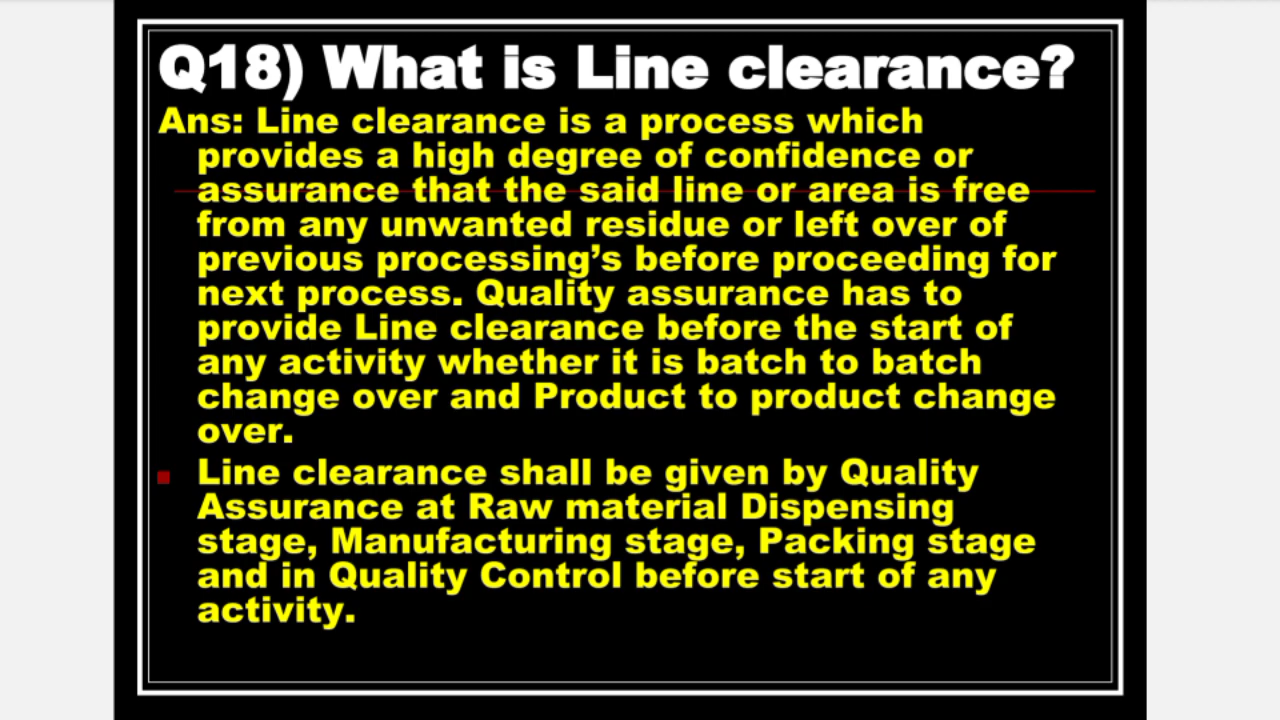 Q18) What is Line clearance?
Ans: Line clearance is a process which
provides a high degree of confidence or
assurance that the said line or area is free
from any unwanted residue or left over of
previous processing’s before proceeding for
next process. Quality assurance has to
provide Line clearance before the start of
any activity whether it is batch to batch
change over and Product to product change
over.
Line clearance shall be given by Quality
Assurance at Raw material Dispensing
stage, Manufacturing stage, Packing stage
and in Quality Control before start of any
activity.